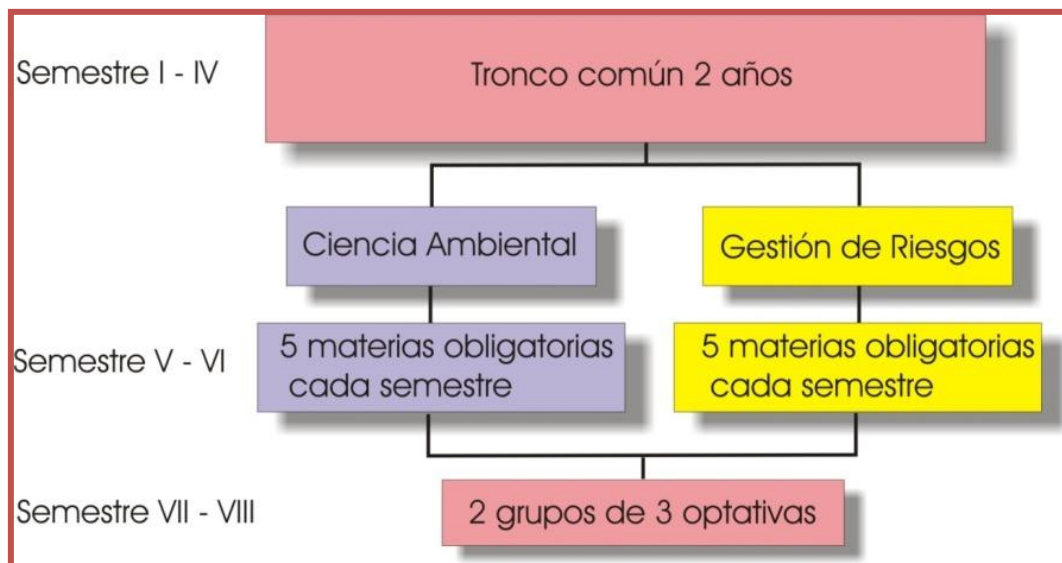 Semestre I - IV
Tronco común 2 años
Ciencia Ambiental
Gestión de Riesgos
Semestre V - VI
5 materias obligatorias
cada semestre
5 materias obligatorias
cada semestre
Semestre VII - VIII
2 grupos de 3 optativas